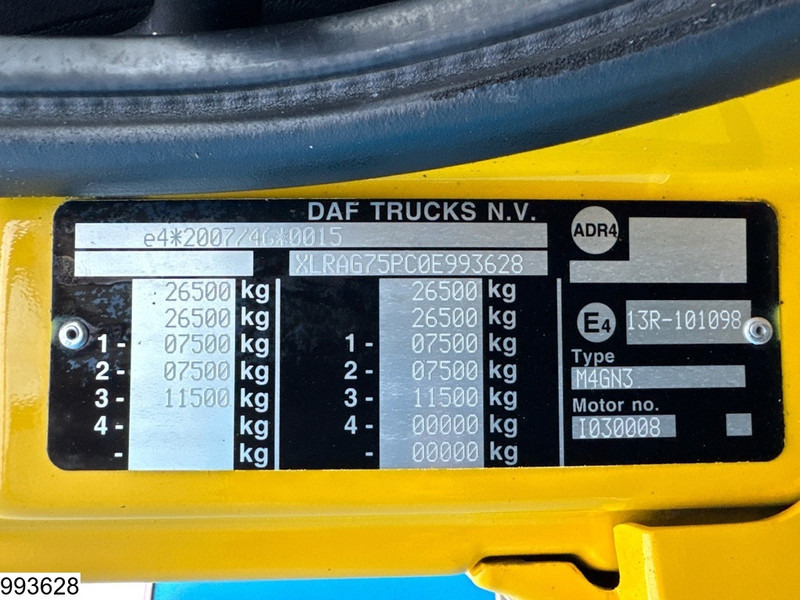 DAF TRUCKS N.V.
e4*2007/46*0015
XLRAG75PC0E993628
26500 kg 26500 kg
26500 kg 26500 kg
1- 07500 kg 1- 07500 kg
2- 07500 kg 2- 07500 kg
3- 11500 kg 3- 11500 kg
4- kg 4- 00000 kg
- kg - 00000 kg
ADR4
E4 13R-101098
Type
M4GN3
Motor no.
I030008
993628